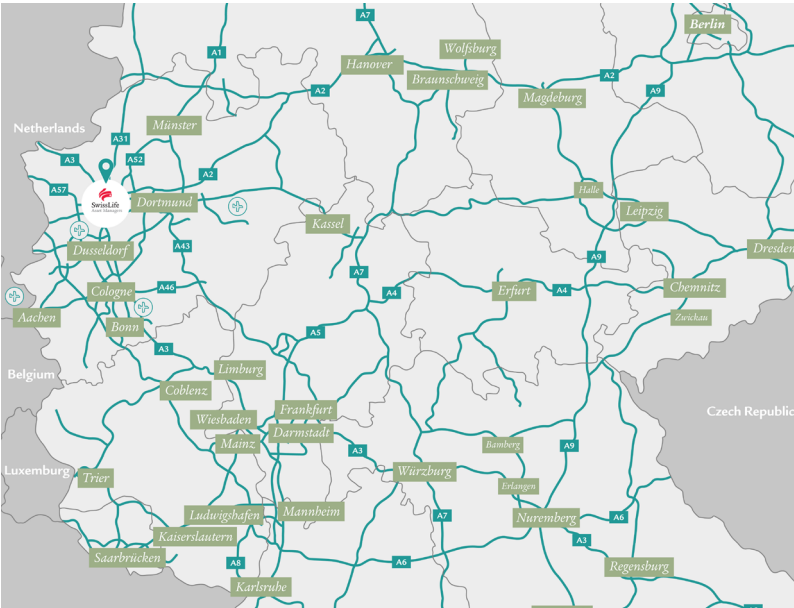 A7
Berlin
A1
Wolfsburg
Hanover
Braunschweig
A2
A2
A9
Magdeburg
Münster
Netherlands
A31
A3
A52
A2
A57
SwissLife
Asset Managers
Dortmund
Halle
Leipzig
Kassel
Dusseldorf
A43
Dresden
A9
A7
Cologne
A46
A4
Erfurt
A4
Chemnitz
Aachen
Bonn
Zwickau
A5
A3
Limburg
Belgium
Coblenz
Frankfurt
Czech Republic
Wiesbaden
Darmstadt
Mainz
Bamberg
A9
A3
Luxemburg
Trier
Würzburg
Erlangen
Ludwigshafen
Mannheim
A7
Nuremberg
A6
Kaiserslautern
A3
Saarbrücken
A8
A6
Regensburg
Karlsruhe